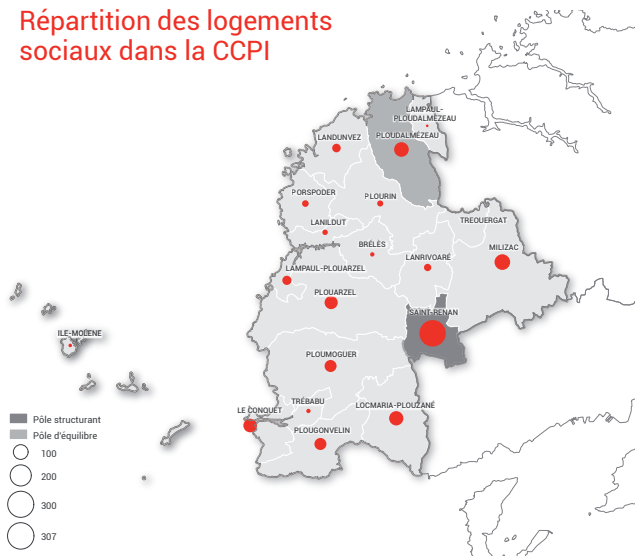 Répartition des logements
sociaux dans la CCPI
LAMPAUL-
PLOUDALMÉZEAU
LANDUNVEZ
PLOUDALMÉZEAU
PORSPODER
PLOURIN
LANILDUT
TREOUERGAT
BRÉLÈS
MILIZAC
LANRIVOARÉ
LAMPAUL-PLOUARZEL
PLOUARZEL
SAINT-RENAN
ILE-MOLÈNE
PLOUMOGUER
TRÉBABU
LE CONQUET
LOCMARIA-PLOUZANÉ
PLOUGONVELIN
Pôle structurant
Pôle d'équilibre
100
200
300
307